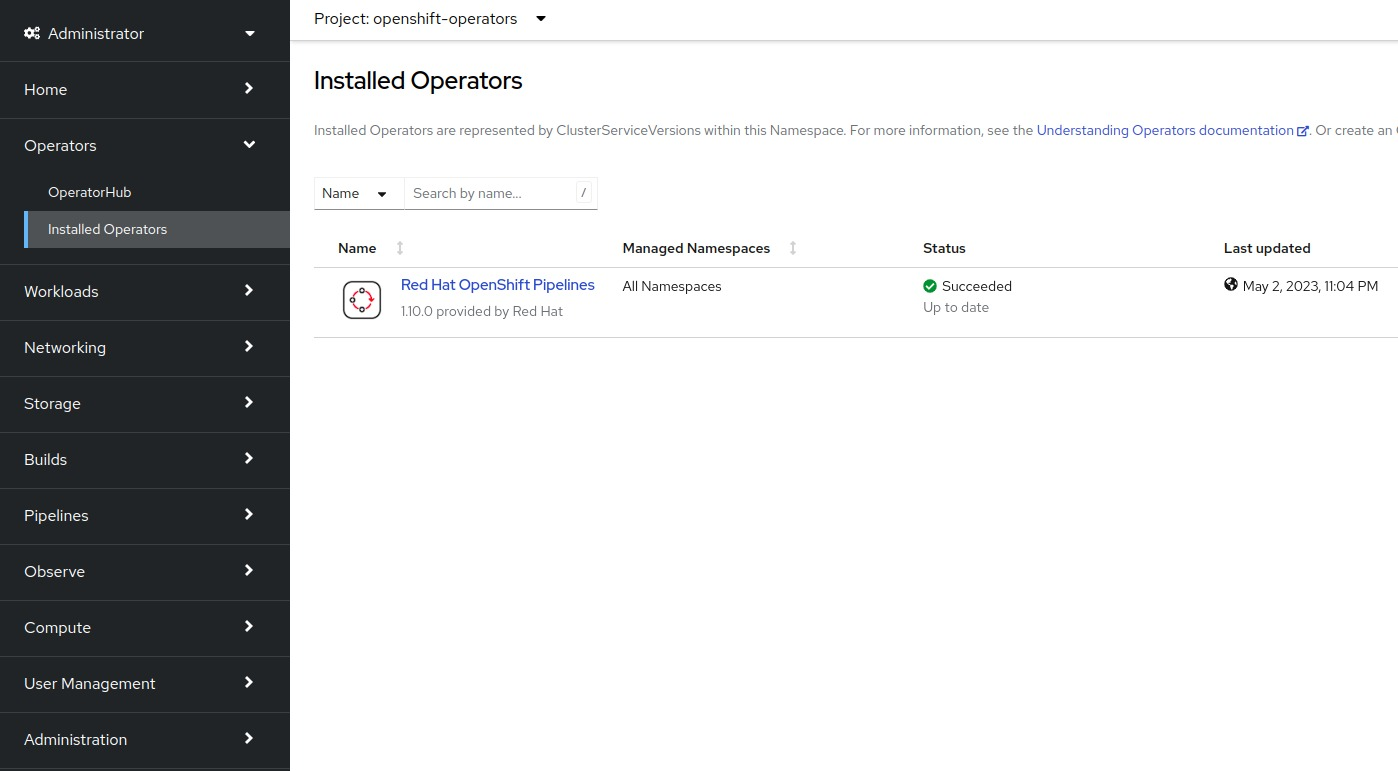 Administrator
Home
Operators
OperatorHub
Installed Operators
Workloads
Networking
Storage
Builds
Pipelines
Observe
Compute
User Management
Administration
Project: openshift-operators
Installed Operators
Installed Operators are represented by ClusterServiceVersions within this Namespace. For more information, see the Understanding Operators documentation. Or create an
Name Search by name... /
Name Managed Namespaces Status Last updated
Red Hat OpenShift Pipelines All Namespaces Succeeded May 2, 2023, 11:04 PM
1.10.0 provided by Red Hat Up to date